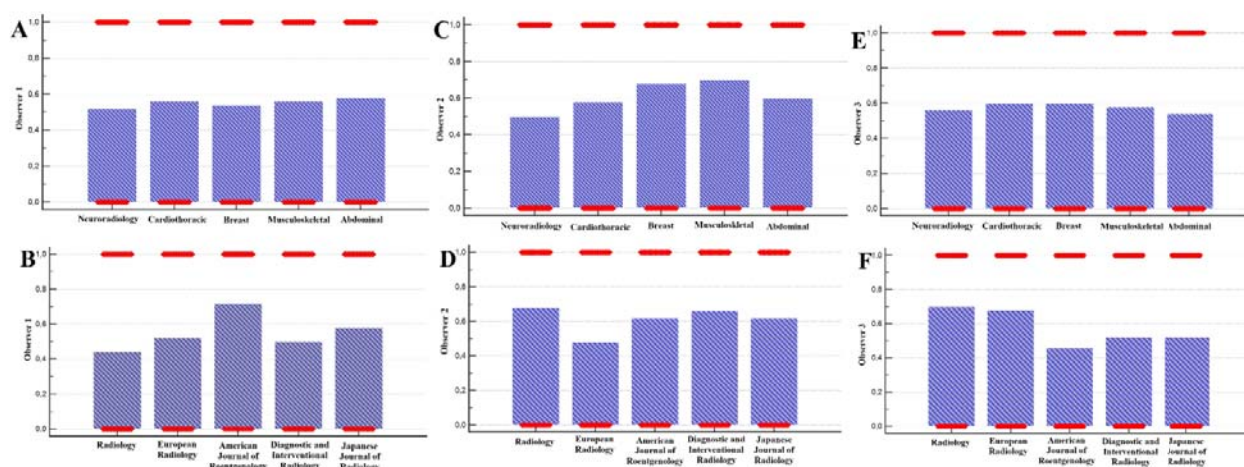 A
Observer 1
1,0
0,8
0,6
0,4
0,2
0,0
Neuroradiology Cardiothoracic Breast Musculoskeletal Abdominal
C
Observer 2
1,0
0,8
0,6
0,4
0,2
0,0
Neuroradiology Cardiothoracic Breast Musculoskletal Abdominal
E
Observer 3
1,0
0,8
0,6
0,4
0,2
0,0
Neuroradiology Cardiothoracic Breast Musculoskeletal Abdominal
B
Observer 1
1,0
0,8
0,6
0,4
0,2
0,0
Radiology European American Diagnostic and Japanese
Radiology Journal of Interventional Journal of
Roentgenology Radiology Radiology
D
Observer 2
1,0
0,8
0,6
0,4
0,2
0,0
Radiology European American Diagnostic and Japanese
Radiology Journal of Interventional Journal of
Roentgenology Radiology Radiology
F
Observer 3
1,0
0,8
0,6
0,4
0,2
0,0
Radiology European American Diagnostic and Japanese
Radiology Journal of Interventional Journal of
Roentgenology Radiology Radiology